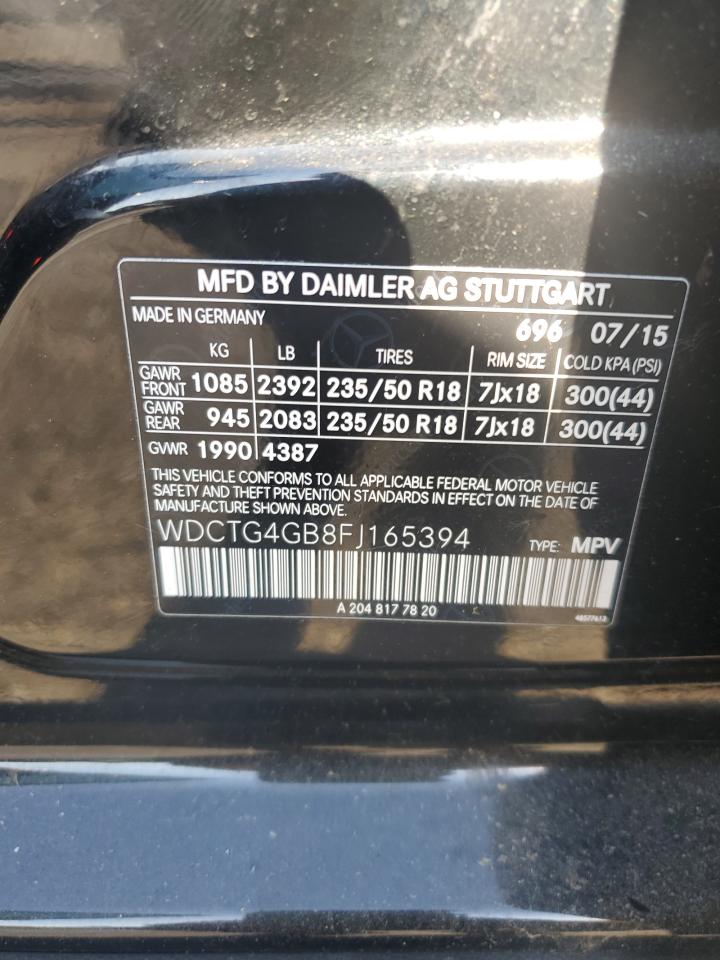 MFD BY DAIMLER AG STUTTGART
MADE IN GERMANY 696 07/15
KG LB TIRES RIM SIZE COLD KPA (PSI)
GAWR FRONT 1085 2392 235/50 R18 7Jx18 300(44)
GAWR REAR 945 2083 235/50 R18 7Jx18 300(44)
GVWR 1990 4387
THIS VEHICLE CONFORMS TO ALL APPLICABLE FEDERAL MOTOR VEHICLE
SAFETY AND THEFT PREVENTION STANDARDS IN EFFECT ON THE DATE OF
MANUFACTURE SHOWN ABOVE.
WDCTG4GB8FJ165394 TYPE: MPV
A 204 817 78 20